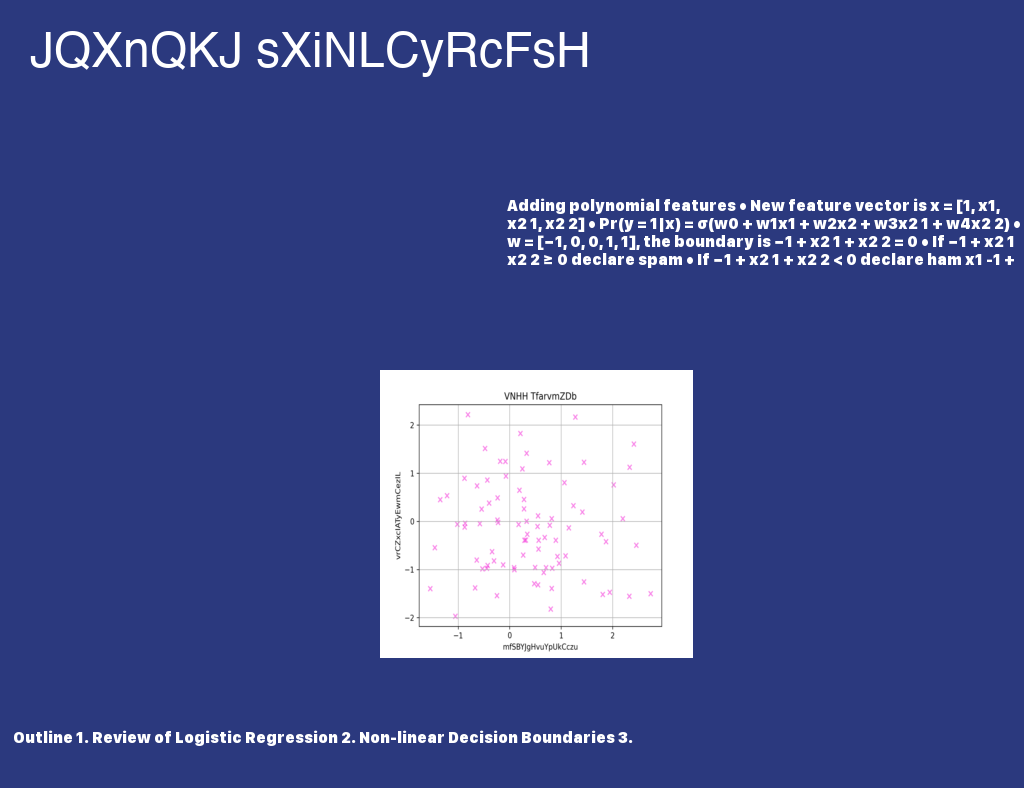 JQXnQKJ sXiNLCyRcFsH
Adding polynomial features • New feature vector is x = [1, x1,
x2 1, x2 2] • Pr(y = 1|x) = σ(w0 + w1x1 + w2x2 + w3x2 1 + w4x2 2) •
w = [−1, 0, 0, 1, 1], the boundary is −1 + x2 1 + x2 2 = 0 • If −1 + x2 1
x2 2 ≥ 0 declare spam • If −1 + x2 1 + x2 2 < 0 declare ham x1 -1 +
VNHH TfarvmZDb
2
1
0
−1
−2
vrCZxclATyEwmCezlL
−1 0 1 2
mfSBYJgHvuYpUkCczu
Outline 1. Review of Logistic Regression 2. Non-linear Decision Boundaries 3.